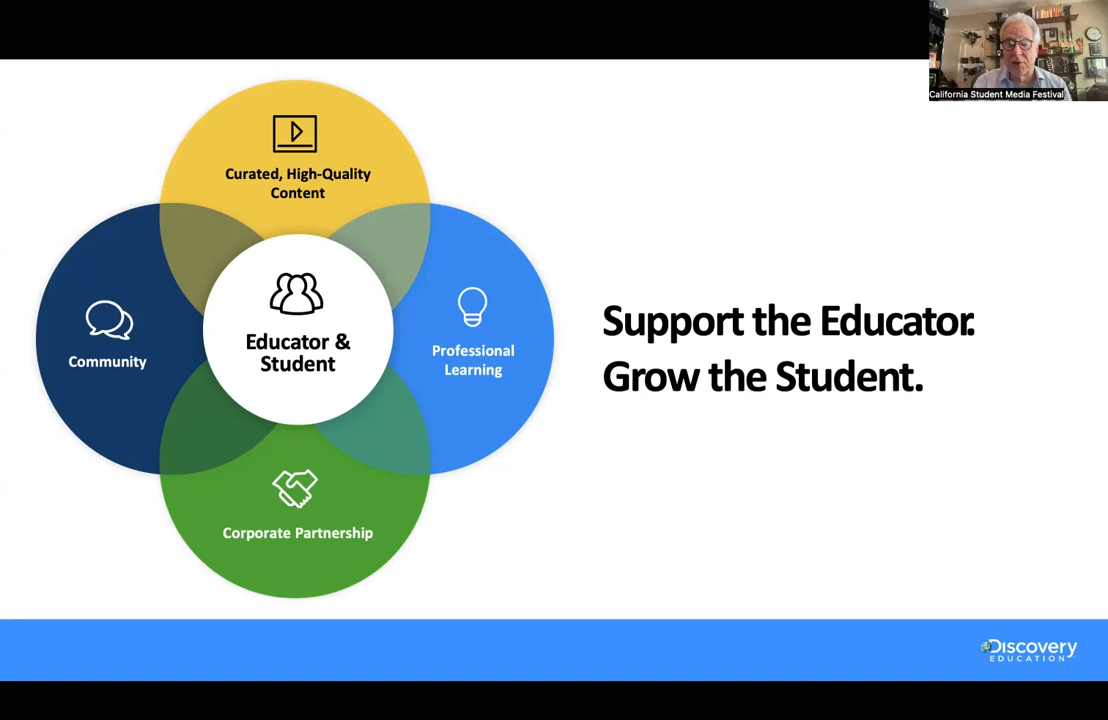 California Student Media Festival
Curated, High-Quality
Content
Community
Educator &
Student
Professional
Learning
Corporate Partnership
Support the Educator.
Grow the Student.
Discovery
EDUCATION